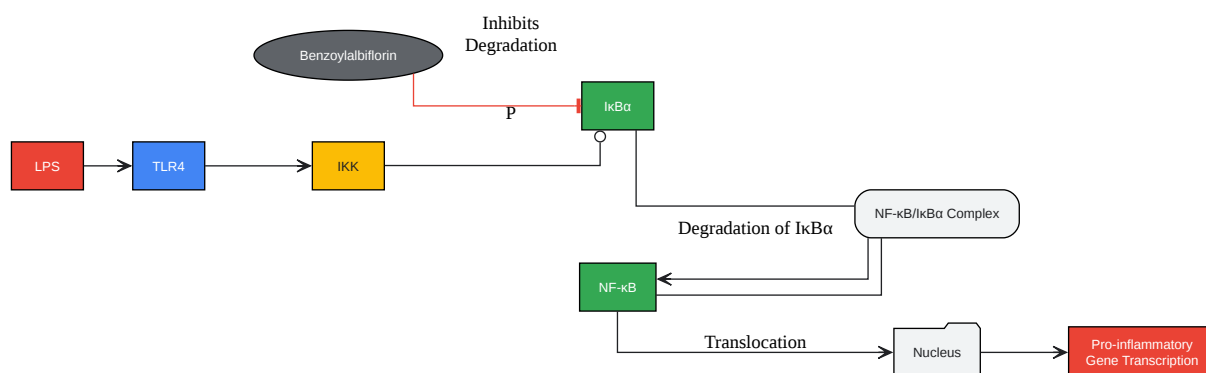 Inhibits
Degradation
Benzoylalbiflorin
IκBα
P
LPS
TLR4
IKK
NF-κB/IκBα Complex
Degradation of IκBα
NF-κB
Translocation
Nucleus
Pro-inflammatory
Gene Transcription